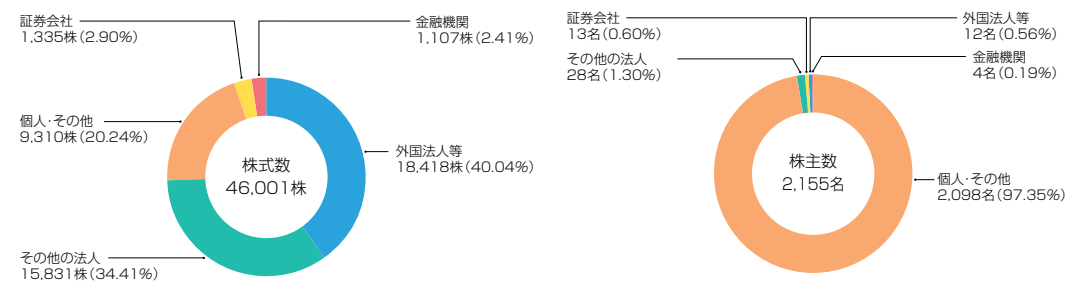 証券会社
1,335株(2.90%)
金融機関
1,107株(2.41%)
個人・その他
9,310株(20.24%)
株式数
46,001株
外国法人等
18,418株(40.04%)
その他の法人
15,831株(34.41%)
証券会社
13名(0.60%)
外国法人等
12名(0.56%)
その他の法人
28名(1.30%)
金融機関
4名(0.19%)
株主数
2,155名
個人・その他
2,098名(97.35%)